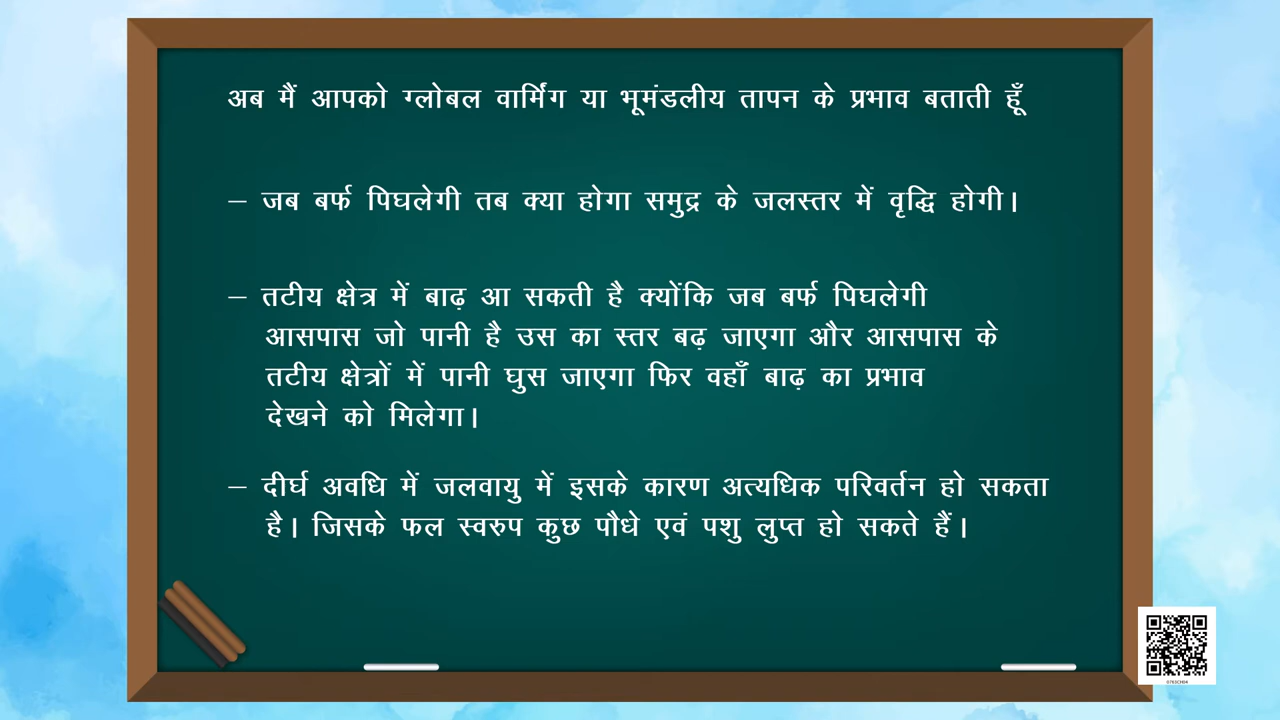 अब मैं आपको ग्लोबल वार्मिंग या भूमंडलीय तापन के प्रभाव बताती हूँ
– जब बर्फ पिघलेगी तब क्या होगा समुद्र के जलस्तर में वृद्धि होगी।
– तटीय क्षेत्र में बाढ़ आ सकती है क्योंकि जब बर्फ पिघलेगी
आसपास जो पानी है उस का स्तर बढ़ जाएगा और आसपास के
तटीय क्षेत्रों में पानी घुस जाएगा फिर वहाँ बाढ़ का प्रभाव
देखने को मिलेगा।
– दीर्घ अवधि में जलवायु में इसके कारण अत्यधिक परिवर्तन हो सकता
है। जिसके फल स्वरुप कुछ पौधे एवं पशु लुप्त हो सकते हैं।
0763CH04